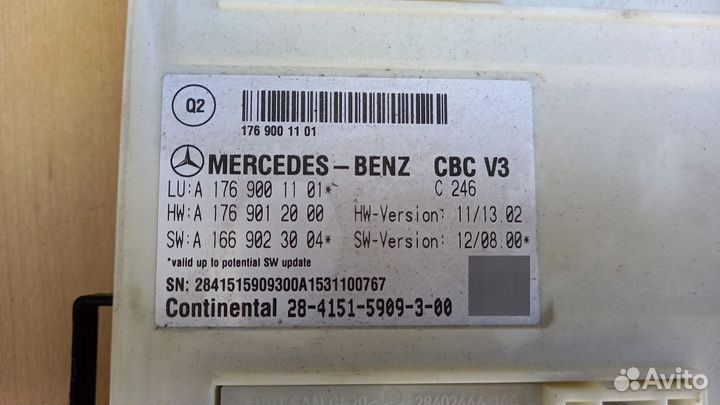 Q2
176 900 11 01
MERCEDES-BENZ CBC V3
LU:A 176 900 11 01* C 246
HW:A 176 901 20 00 HW-Version: 11/13.02
SW:A 166 902 30 04* SW-Version: 12/08.00*
*valid up to potential SW update
SN: 2841515909300A1531100767
Continental 28-4151-5909-3-00
Avito